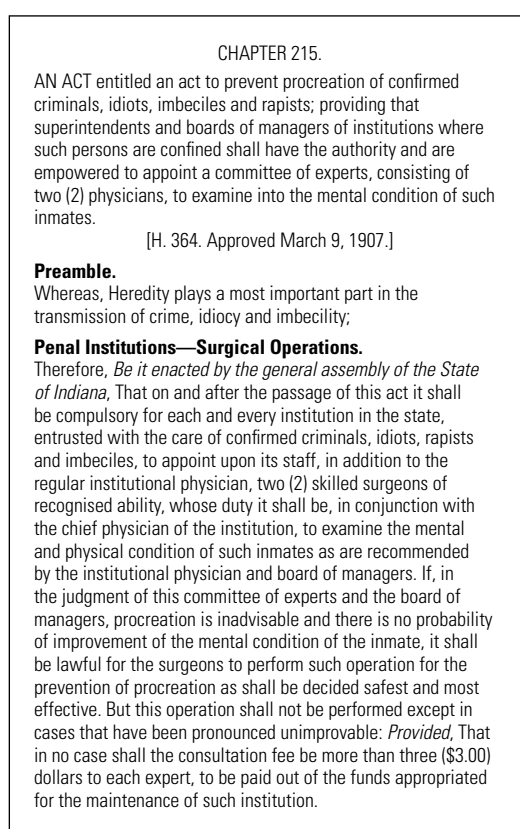 CHAPTER 215.
AN ACT entitled an act to prevent procreation of confirmed
criminals, idiots, imbeciles and rapists; providing that
superintendents and boards of managers of institutions where
such persons are confined shall have the authority and are
empowered to appoint a committee of experts, consisting of
two (2) physicians, to examine into the mental condition of such
inmates.
[H. 364. Approved March 9, 1907.]
Preamble.
Whereas, Heredity plays a most important part in the
transmission of crime, idiocy and imbecility;
Penal Institutions—Surgical Operations.
Therefore, Be it enacted by the general assembly of the State
of Indiana, That on and after the passage of this act it shall
be compulsory for each and every institution in the state,
entrusted with the care of confirmed criminals, idiots, rapists
and imbeciles, to appoint upon its staff, in addition to the
regular institutional physician, two (2) skilled surgeons of
recognised ability, whose duty it shall be, in conjunction with
the chief physician of the institution, to examine the mental
and physical condition of such inmates as are recommended
by the institutional physician and board of managers. If, in
the judgment of this committee of experts and the board of
managers, procreation is inadvisable and there is no probability
of improvement of the mental condition of the inmate, it shall
be lawful for the surgeons to perform such operation for the
prevention of procreation as shall be decided safest and most
effective. But this operation shall not be performed except in
cases that have been pronounced unimprovable: Provided, That
in no case shall the consultation fee be more than three ($3.00)
dollars to each expert, to be paid out of the funds appropriated
for the maintenance of such institution.